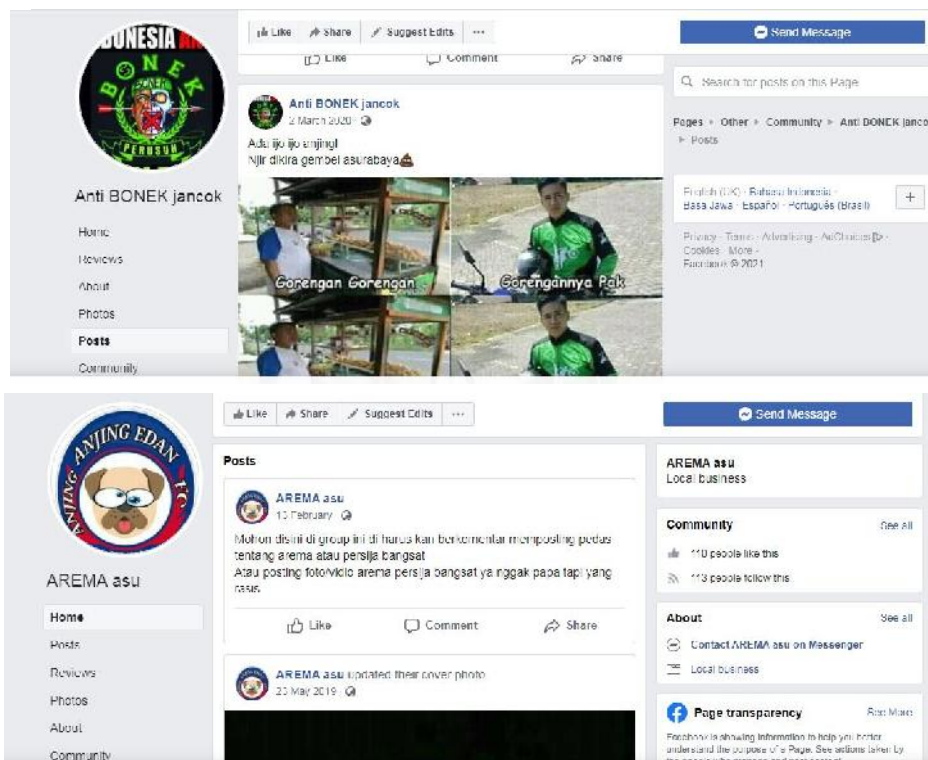 INDONESIA
BONEK
BONEK
PERUSUH
Like Share Suggest Edits ...
Send Message
Like Comment Share
Search for posts on this Page
Anti BONEK jancok
2 March 2020
Ada ijo ijo anjing!
Njir dikira gembel asurabaya
Pages Other Community Anti BONEK janco
Posts
Anti BONEK jancok
Home
Reviews
About
Photos
Posts
Community
Gorengan Gorengan
Gorengannya Pak
English (UK) · Bahasa Indonesia ·
Basa Jawa · Español · Português (Brasil)
+
Privacy · Terms · Advertising · AdChoices ·
Cookies · More ·
Facebook © 2021
ANJING EDAN FC
ANJING
Like Share Suggest Edits ...
Send Message
AREMA asu
Home
Posts
Reviews
Photos
About
Community
Posts
AREMA asu
February
Mohon disini di group ini di harus kan berkomentar memposting pedas
tentang arema atau persija bangsat
Atau posting foto/vidio arema persija bangsat ya nggak papa tapi yang
rasis
Like Comment Share
AREMA asu updated their cover photo
May 2019
AREMA asu
Local business
Community See all
people like this
113 people follow this
About See all
Contact AREMA asu on Messenger
Local business
Page transparency See More
Facebook is showing information to help you better
understand the purpose of a Page. See actions taken by